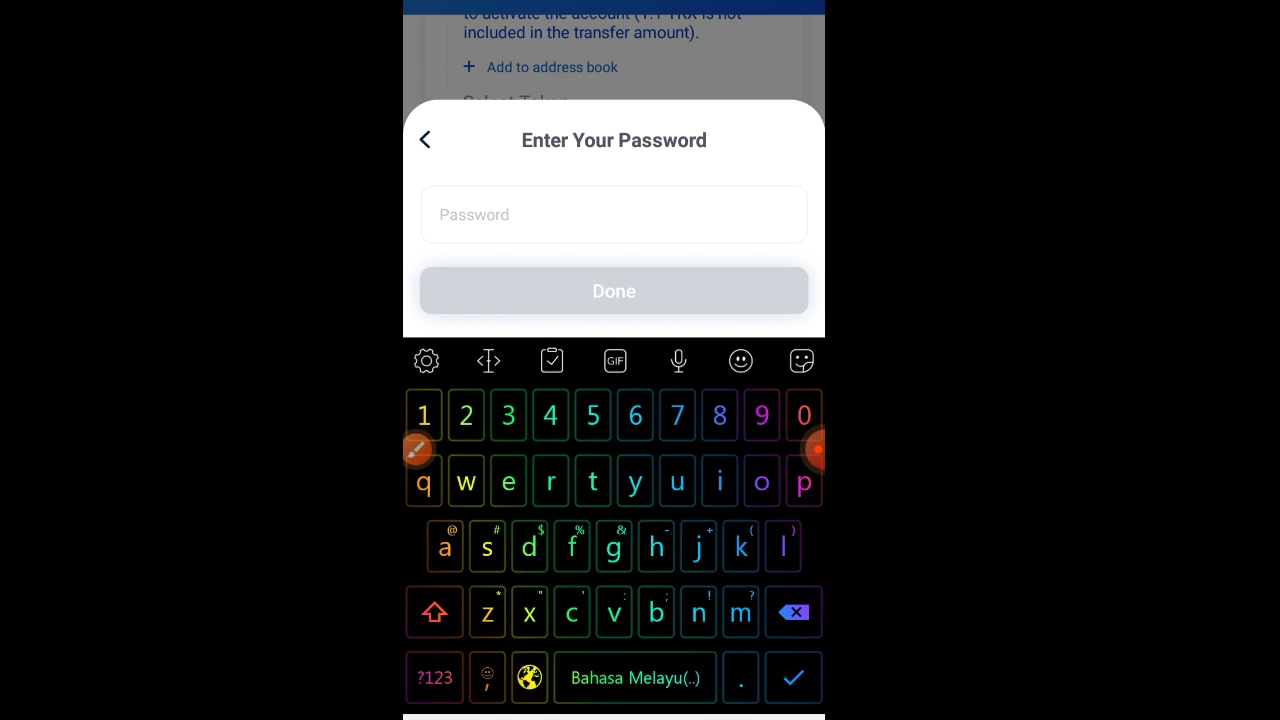 to activate the account (1.1 TRX is not
included in the transfer amount).
+ Add to address book
Select Token
Enter Your Password
Password
Done
GIF
1 2 3 4 5 6 7 8 9 0
q w e r t y u i o p
@ # $ % & - + ( )
a s d f g h j k l
* " ' : ; ! ?
z x c v b n m
?123 , Bahasa Melayu(..) .